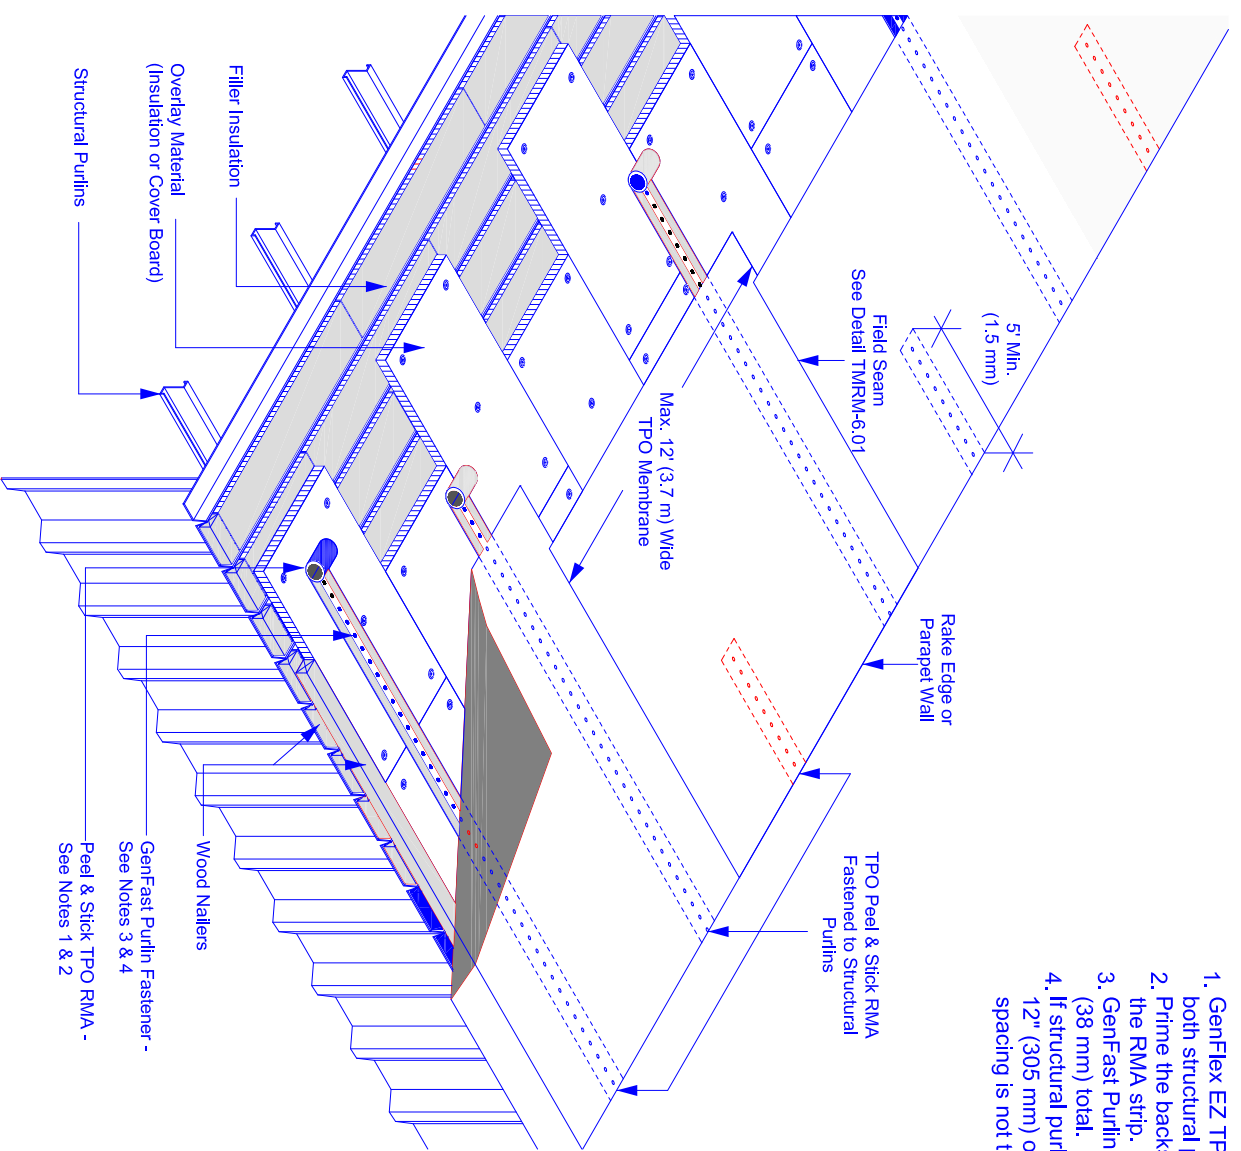 1. GenFlex EZ TP
both structural p
2. Prime the backs
the RMA strip.
3. GenFast Purlin
(38 mm) total.
4. If structural purl
12" (305 mm) o
spacing is not t
5' Min.
(1.5 mm)
Rake Edge or
Parapet Wall
Field Seam
See Detail TMRM-6.01
TPO Peel & Stick RMA
Fastened to Structural
Purlins
Max. 12' (3.7 m) Wide
TPO Membrane
Filler Insulation
Overlay Material
(Insulation or Cover Board)
Structural Purlins
Wood Nailers
GenFast Purlin Fastener -
See Notes 3 & 4
Peel & Stick TPO RMA -
See Notes 1 & 2